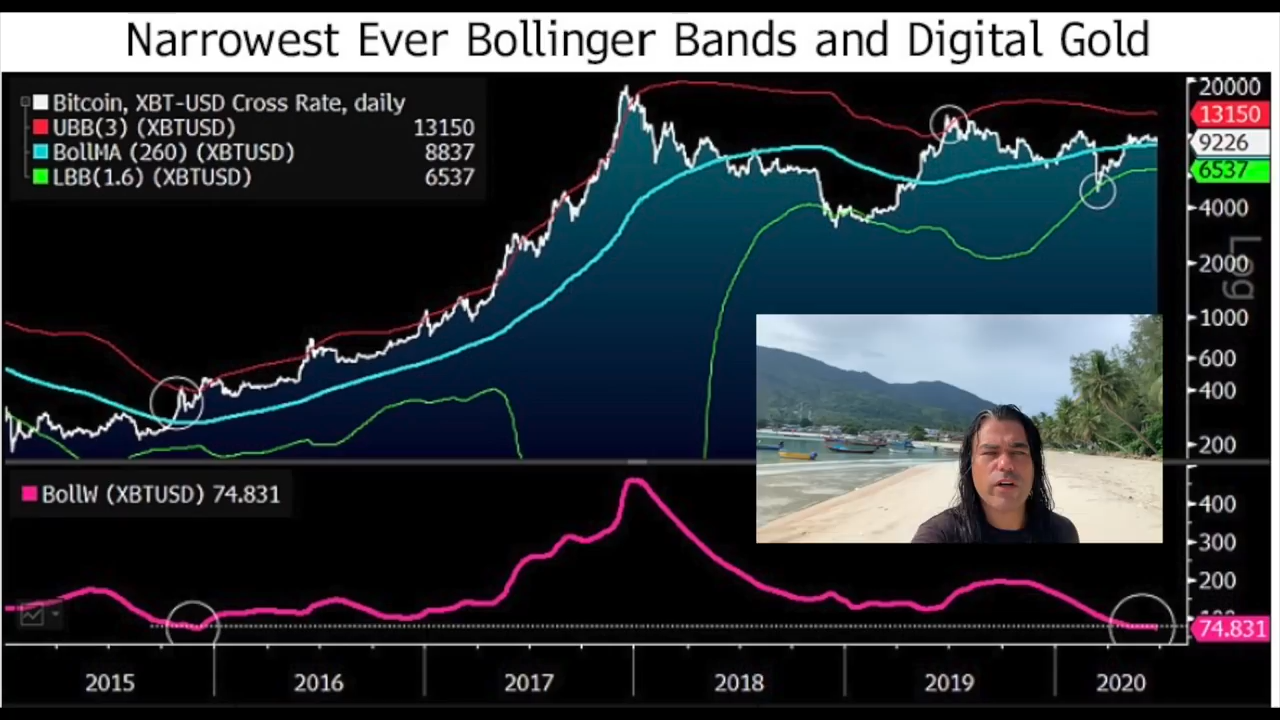 Narrowest Ever Bollinger Bands and Digital Gold
Bitcoin, XBT-USD Cross Rate, daily
UBB(3) (XBTUSD) 13150
BollMA (260) (XBTUSD) 8837
LBB(1.6) (XBTUSD) 6537
20000
13150
9226
6537
4000
2000
Log
1000
600
400
200
BollW (XBTUSD) 74.831
400
300
200
100
74.831
2015 2016 2017 2018 2019 2020